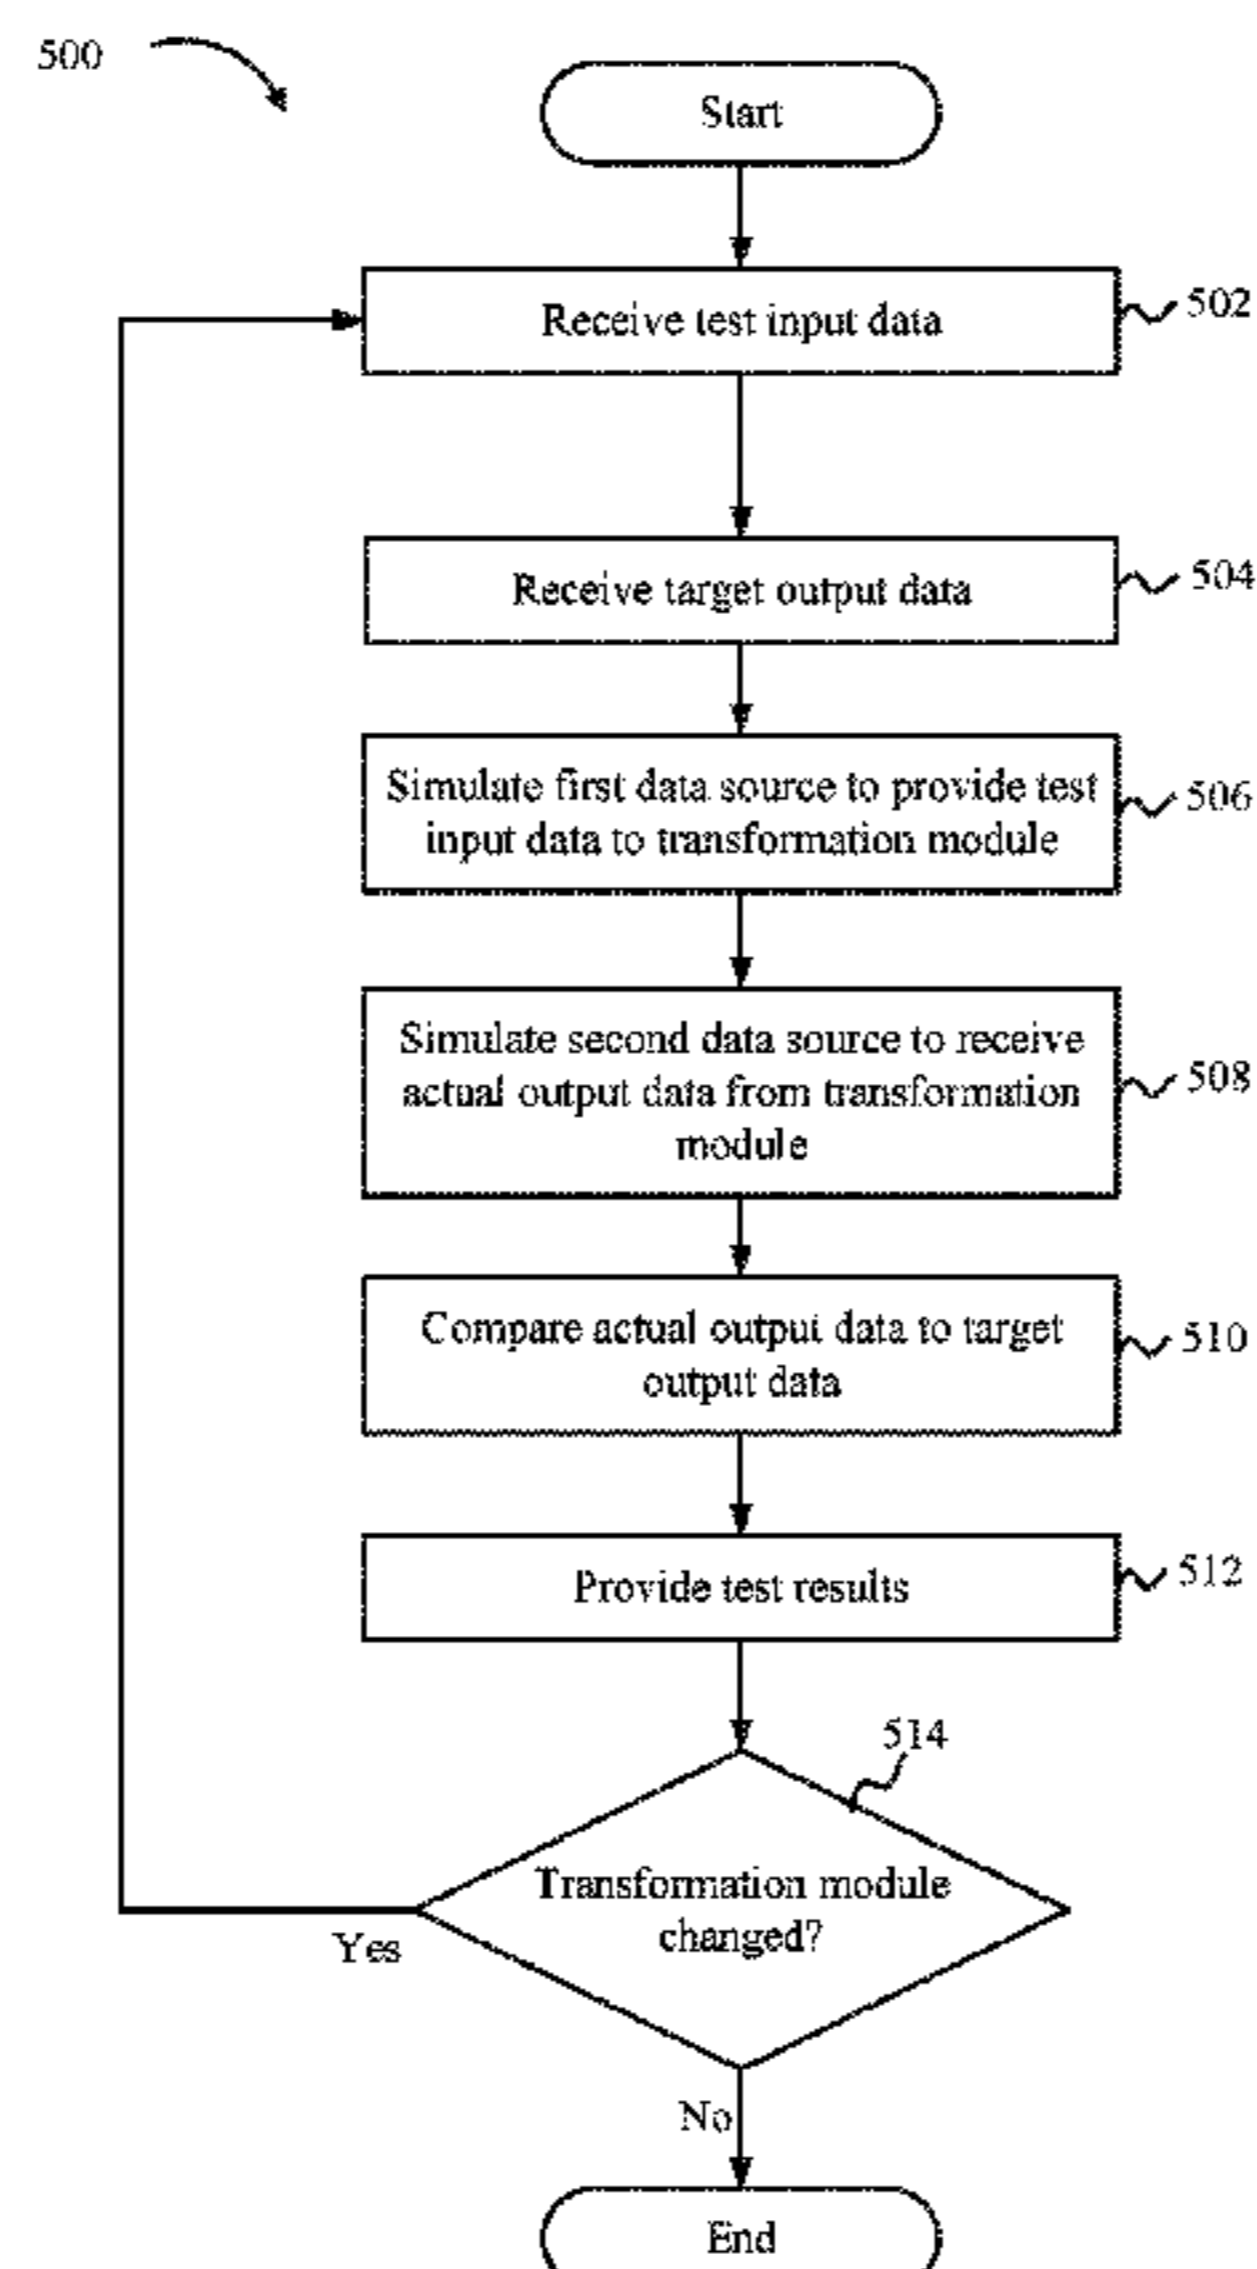 500
Start
Receive test input data
502
Receive target output data
504
Simulate first data source to provide test
input data to transformation module
506
Simulate second data source to receive
actual output data from transformation
module
508
Compare actual output data to target
output data
510
Provide test results
512
514
Transformation module
changed?
Yes
No
End